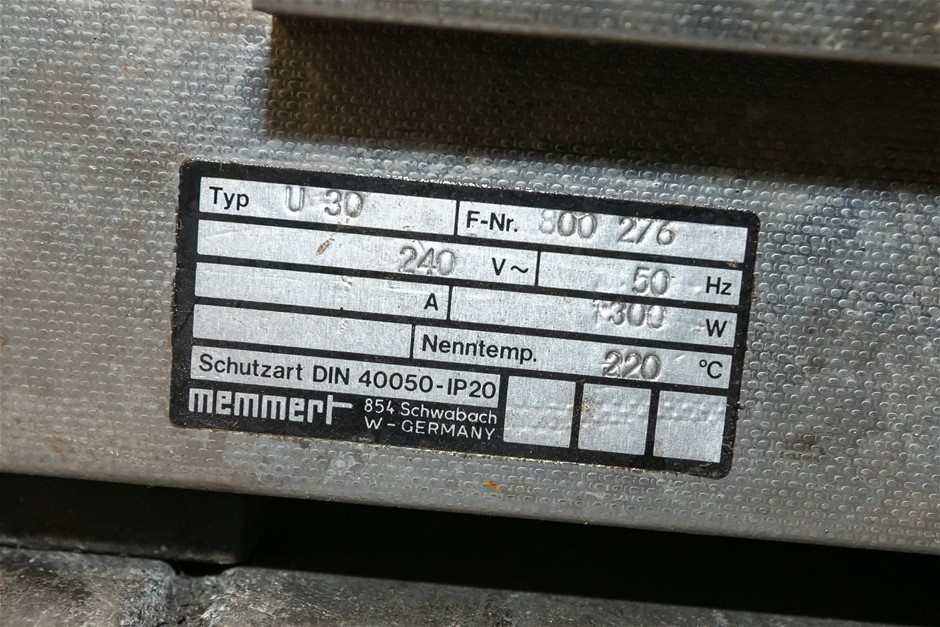 Typ U 30 F-Nr. 800 276
240 V~ 50 Hz
A 1300 W
Nenntemp. 220 °C
Schutzart DIN 40050-IP20
memmert 854 Schwabach
W-GERMANY